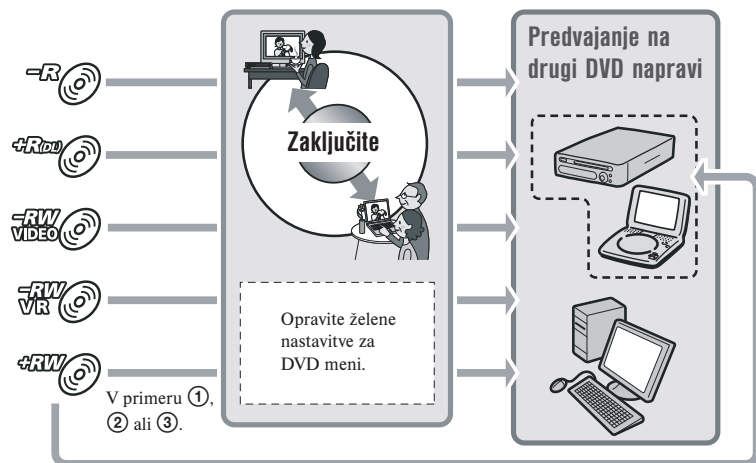 Predvajanje na
drugi DVD napravi
-R
+R(DL)
-RW
VIDEO
-RW
VR
+RW
Zaključite
Opravite želene
nastavitve za
DVD meni.
V primeru ①,
② ali ③.